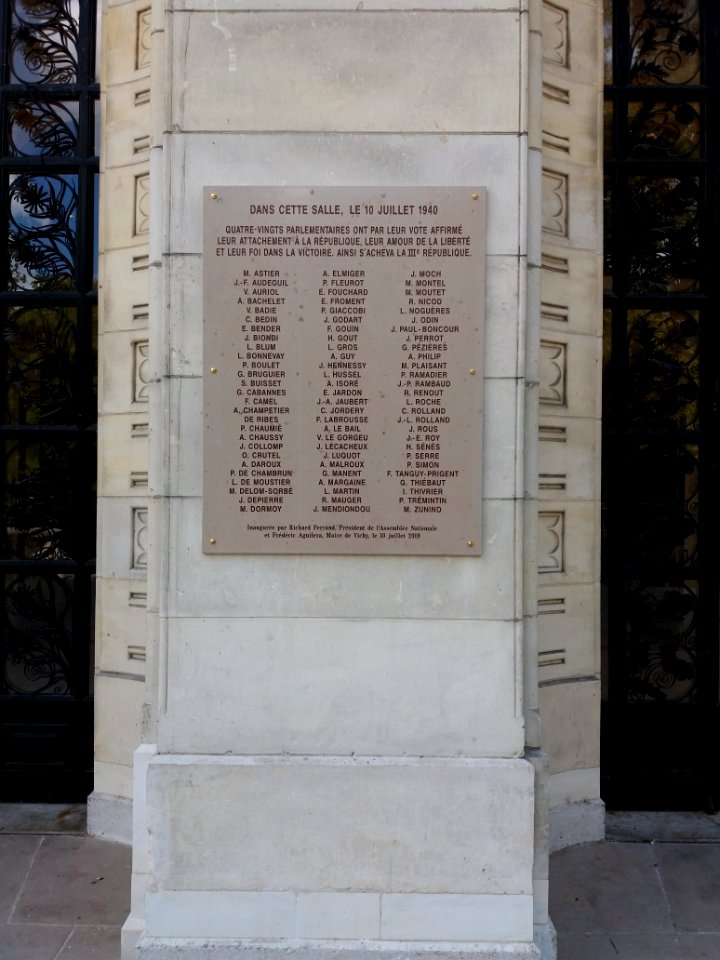 DANS CETTE SALLE, LE 10 JUILLET 1940
QUATRE-VINGTS PARLEMENTAIRES ONT PAR LEUR VOTE AFFIRMÉ
LEUR ATTACHEMENT À LA RÉPUBLIQUE, LEUR AMOUR DE LA LIBERTÉ
ET LEUR FOI DANS LA VICTOIRE. AINSI S'ACHEVA LA IIIE RÉPUBLIQUE.
M. ASTIER
J.-F. AUDEGUIL
V. AURIOL
A. BACHELET
V. BADIE
C. BEDIN
E. BENDER
J. BIONDI
L. BLUM
L. BONNEVAY
P. BOULET
G. BRUGUIER
S. BUISSET
G. CABANNES
F. CAMEL
A. CHAMPETIER
DE RIBES
P. CHAUMIÉ
A. CHAUSSY
J. COLLOMP
O. CRUTEL
A. DAROUX
P. DE CHAMBRUN
L. DE MOUSTIER
M. DELOM-SORBÉ
J. DEPIERRE
M. DORMOY
A. ELMIGER
P. FLEUROT
E. FOUCHARD
E. FROMENT
P. GIACCOBI
J. GODART
F. GOUIN
H. GOUT
L. GROS
A. GUY
J. HENNESSY
L. HUSSEL
A. ISORÉ
E. JARDON
J.-A. JAUBERT
C. JORDERY
F. LABROUSSE
A. LE BAIL
V. LE GORGEU
J. LECACHEUX
J. LUQUOT
A. MALROUX
G. MANENT
A. MARGAINE
L. MARTIN
R. MAUGER
J. MENDIONDOU
J. MOCH
M. MONTEL
M. MOUTET
R. NICOD
L. NOGUÈRES
J. ODIN
J. PAUL-BONCOUR
J. PERROT
G. PÉZIÈRES
A. PHILIP
M. PLAISANT
P. RAMADIER
J.-P. RAMBAUD
R. RENOUT
L. ROCHE
C. ROLLAND
J.-L. ROLLAND
J. ROUS
J.-E. ROY
H. SÉNÈS
P. SERRE
P. SIMON
F. TANGUY-PRIGENT
G. THIÉBAUT
I. THIVRIER
P. TRÉMINTIN
M. ZUNINO
Inaugurée par Richard Ferrand, Président de l'Assemblée Nationale
et Frédéric Aguilera, Maire de Vichy, le 10 juillet 2019